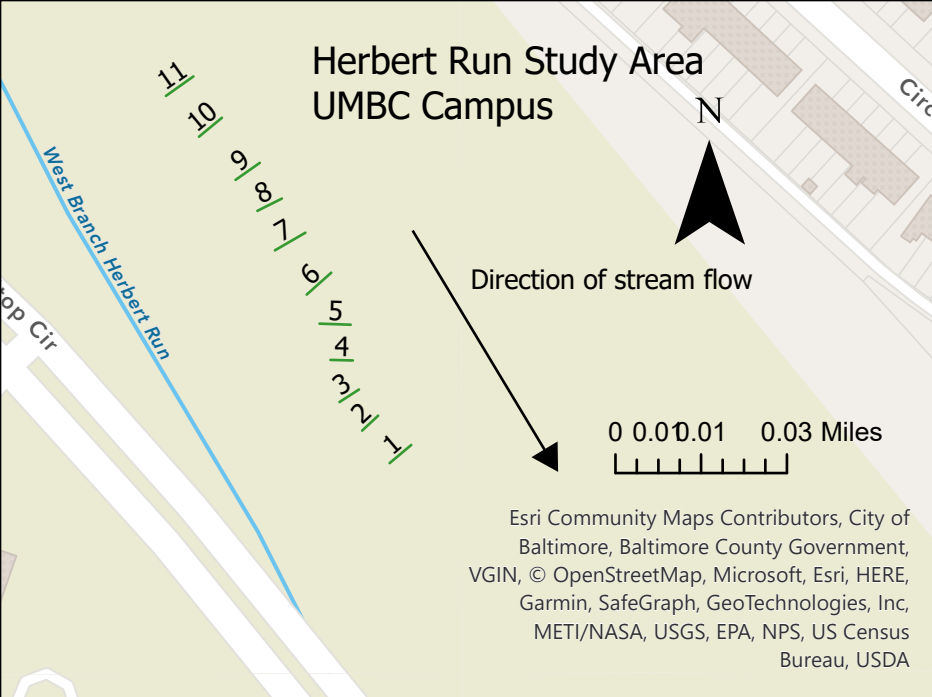 Herbert Run Study Area
UMBC Campus
N
Circ
11
10
9
8
7
6
5
4
3
2
1
West Branch Herbert Run
top Cir
Direction of stream flow
0 0.01 0.01 0.03 Miles
Esri Community Maps Contributors, City of
Baltimore, Baltimore County Government,
VGIN, © OpenStreetMap, Microsoft, Esri, HERE,
Garmin, SafeGraph, GeoTechnologies, Inc,
METI/NASA, USGS, EPA, NPS, US Census
Bureau, USDA